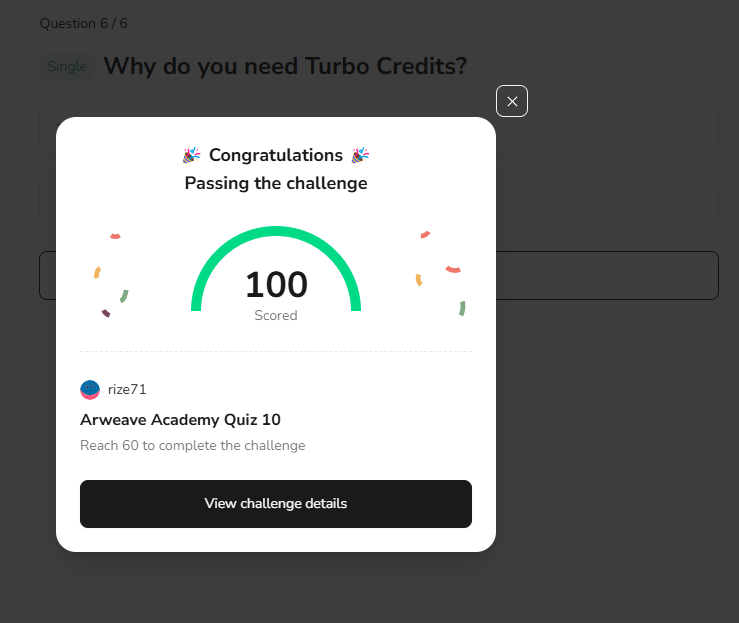 Question 6 / 6
Single Why do you need Turbo Credits?
Congratulations
Passing the challenge
100
Scored
rize71
Arweave Academy Quiz 10
Reach 60 to complete the challenge
View challenge details